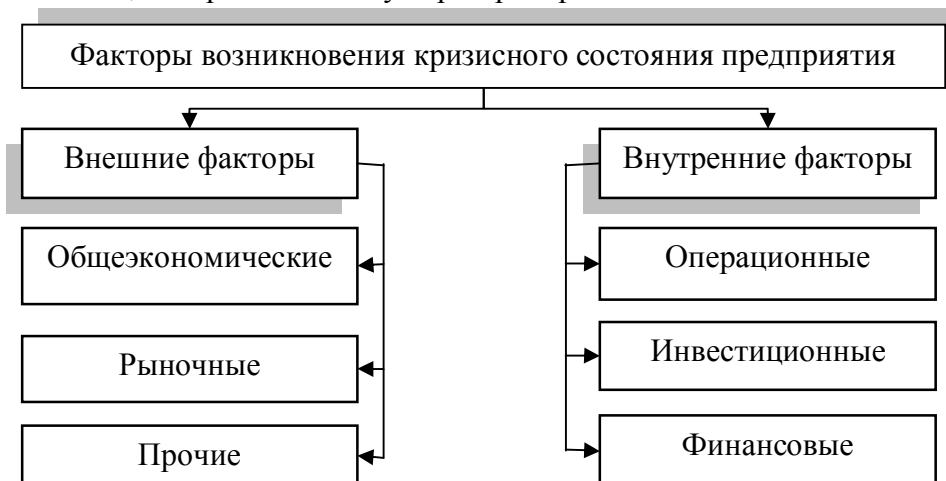 Факторы возникновения кризисного состояния предприятия
Внешние факторы
Внутренние факторы
Общеэкономические
Операционные
Рыночные
Инвестиционные
Прочие
Финансовые